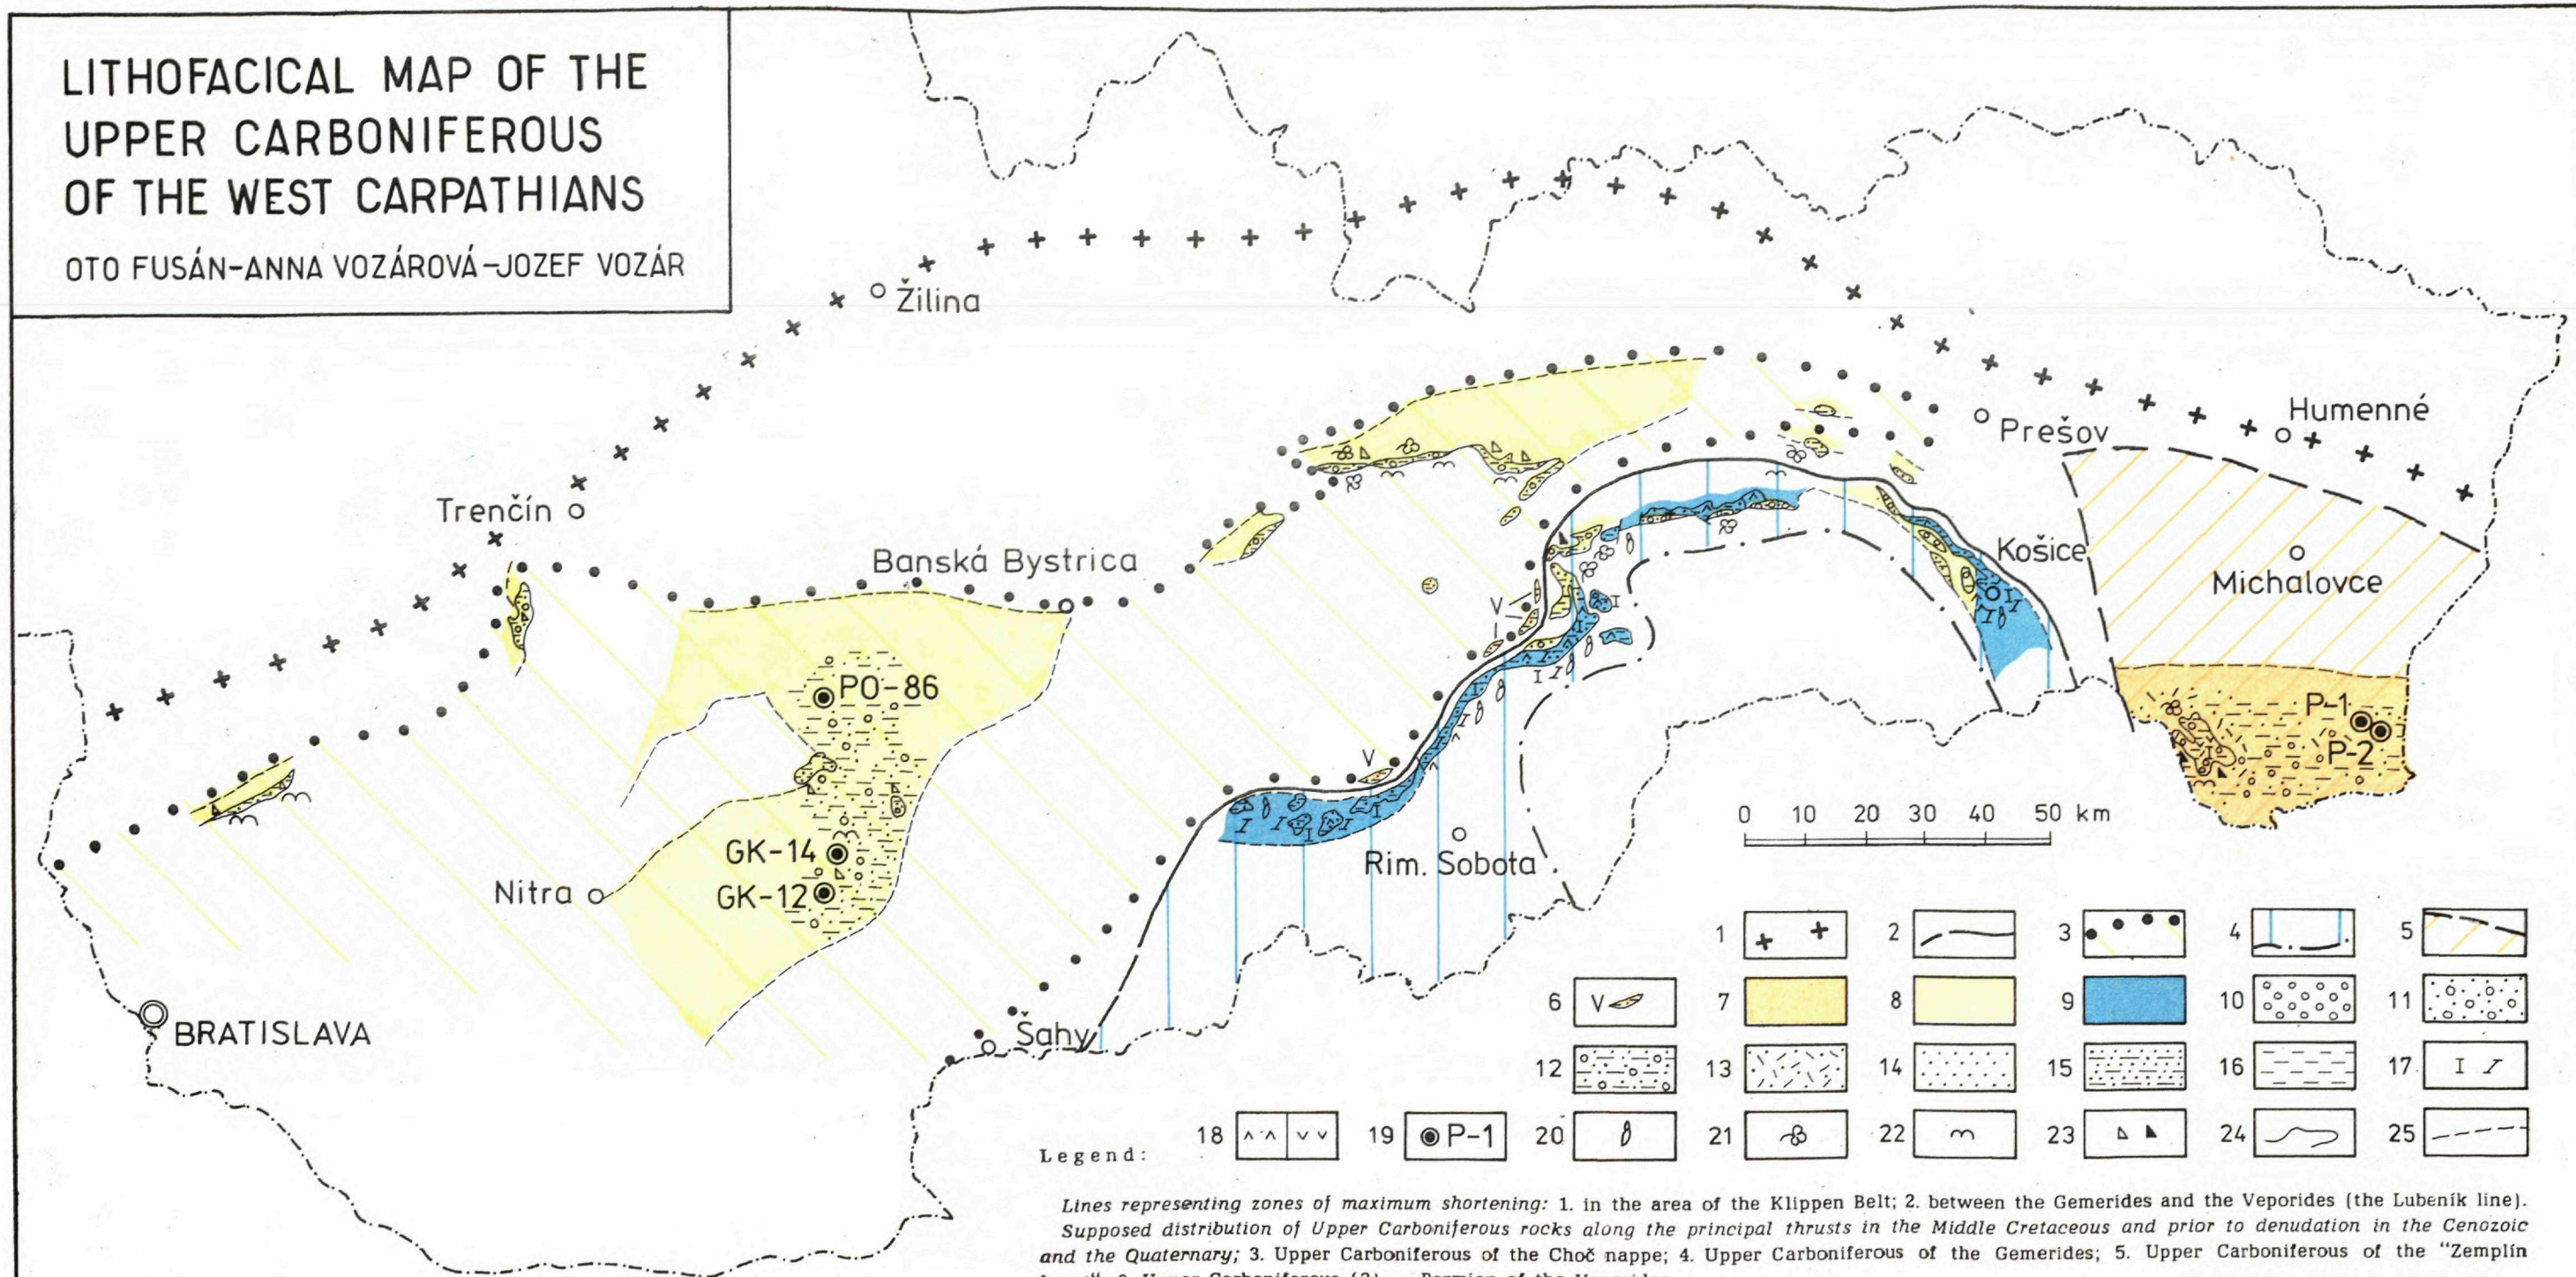 LITHOFACICAL MAP OF THE
UPPER CARBONIFEROUS
OF THE WEST CARPATHIANS
OTO FUSÁN-ANNA VOZÁROVÁ-JOZEF VOZÁR
Žilina
Humenné
Prešov
Trenčín
Banská Bystrica
Košice
Michalovce
V
PO-86
P-1
P-2
V
0 10 20 30 40 50 km
GK-14
Rim. Sobota
Nitra
GK-12
BRATISLAVA
Šahy
1 2 3 4 5
6 V 7 8 9 10 11
12 13 14 15 16 17
18 19 P-1 20 21 22 23 24 25
Legend:
Lines representing zones of maximum shortening: 1. in the area of the Klippen Belt; 2. between the Gemerides and the Veporides (the Lubeník line).
Supposed distribution of Upper Carboniferous rocks along the principal thrusts in the Middle Cretaceous and prior to denudation in the Cenozoic
and the Quaternary; 3. Upper Carboniferous of the Choč nappe; 4. Upper Carboniferous of the Gemerides; 5. Upper Carboniferous of the "Zemplín